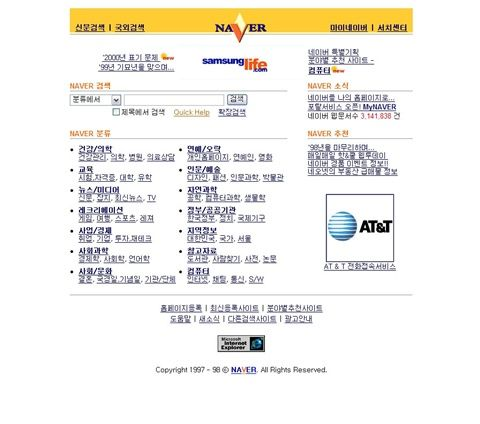 신문검색 | 국외검색
NAVER
마이네이버 | 서치센터
'2000년 표기 문제 new
'99년 기묘년을 맞으며...
samsunglife.com
네이버 특별기획
분야별 추천 사이트 -
컴퓨터 new
NAVER 검색
분류에서
검색
제목에서 검색 Quick Help 확장검색
NAVER 소식
네이버를 나의 홈페이지로...
포탈서비스 오픈! MyNAVER
네이버 웹문서수 3,141,838 건
NAVER 분류
건강/의학
건강관리, 의학, 병원, 의료상담
교육
시험,자격증, 대학, 유학
뉴스/미디어
신문, 잡지, 최신뉴스, TV
레크리에이션
게임, 여행, 스포츠, 레져
사업/경제
취업, 기업, 투자,재테크
사회과학
경제학, 사회학, 언어학
사회/문화
결혼, 국경일,기념일, 기관/단체
연예/오락
개인홈페이지, 연예인, 영화
인문/예술
디자인, 패션, 인문과학, 박물관
자연과학
공학, 컴퓨터과학, 생물학
정부/공공기관
한국정부, 정치, 국제기구
지역정보
대한민국, 국가, 서울
참고자료
도서관, 사람찾기, 사전, 논문
컴퓨터
인터넷, 채팅, 통신, S/W
NAVER 추천
'98년을 마무리하며...
매일매일 핫&쿨 웹투데이
네이버 경품 이벤트 정보!!
네오넷의 부동산 급매물 정보
AT&T
AT & T 전화접속서비스
홈페이지등록 | 최신등록사이트 | 분야별추천사이트
도움말 | 새소식 | 다른검색사이트 | 광고안내
Microsoft Internet Explorer
Copyright 1997 - 98 © NAVER. All Rights Reserved.